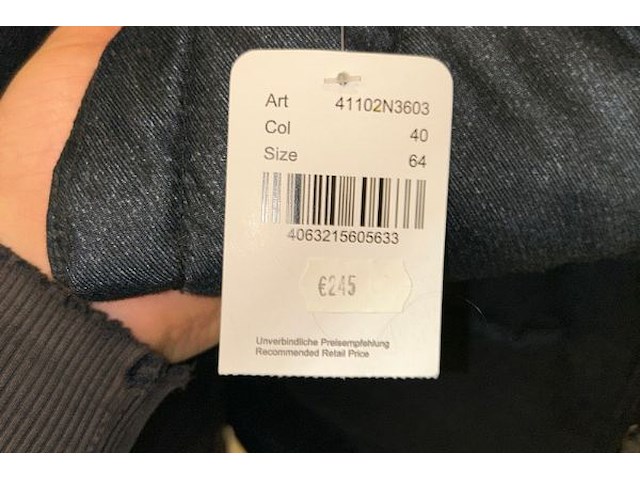 Art 41102N3603
Col 40
Size 64
4063215605633
€245
Unverbindliche Preisempfehlung
Recommended Retail Price